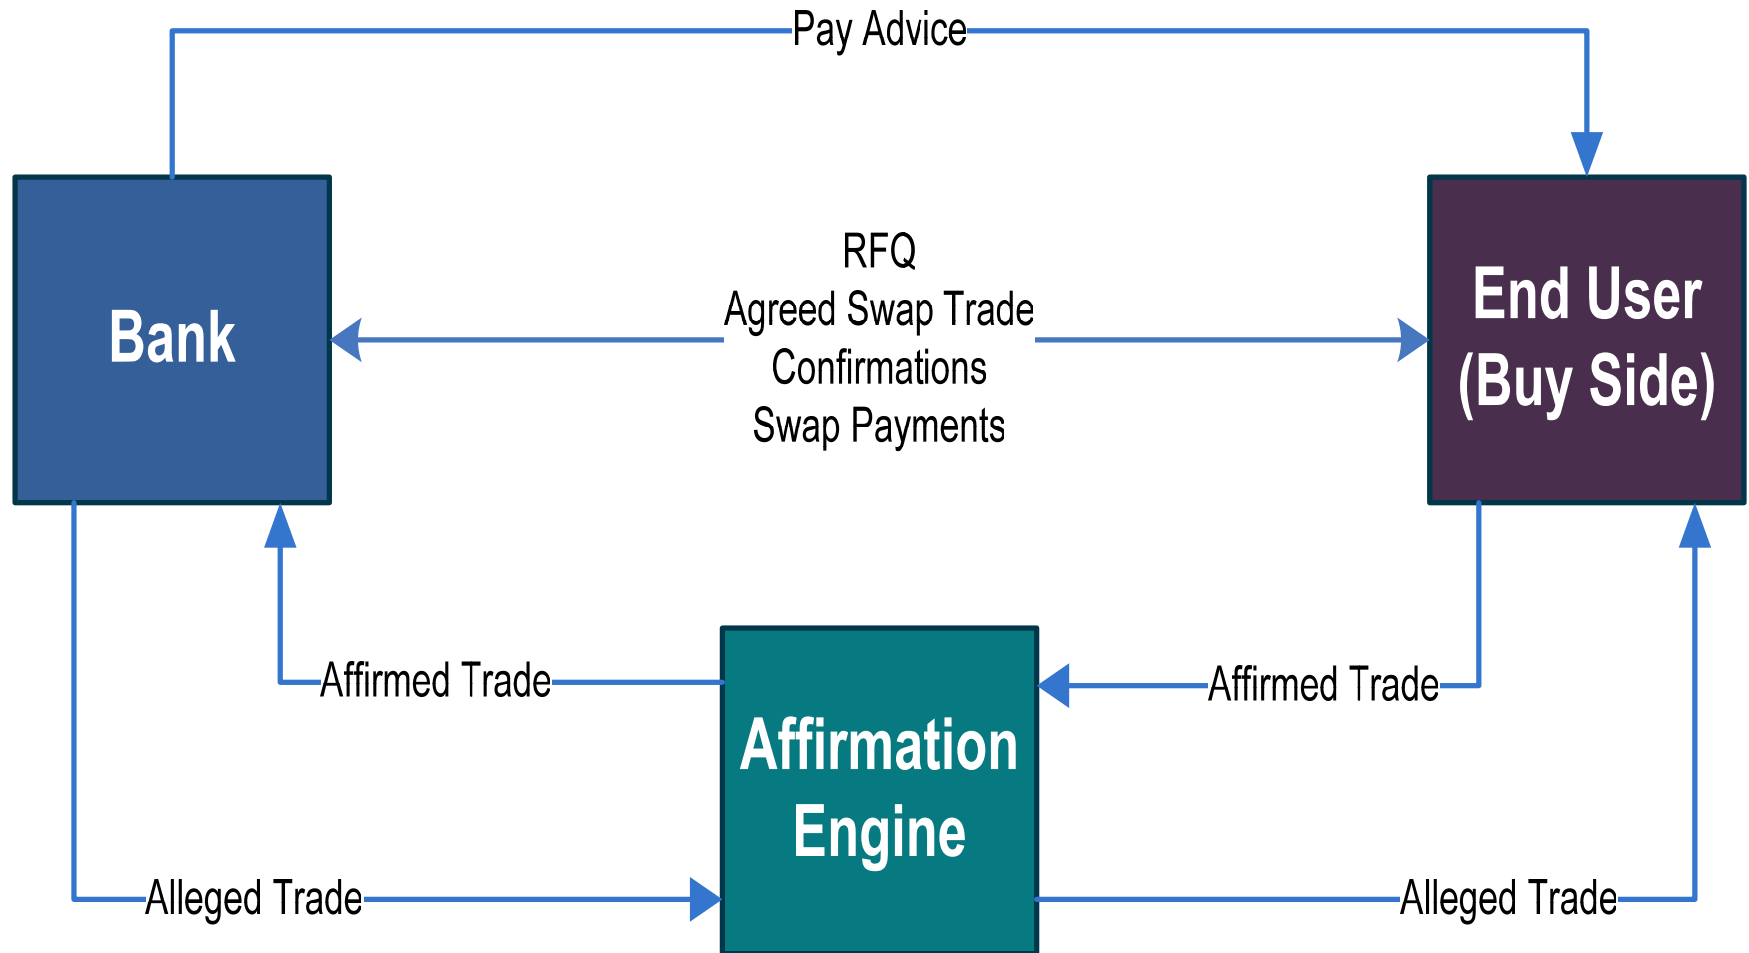 Pay Advice
Bank
RFQ
Agreed Swap Trade
Confirmations
Swap Payments
End User
(Buy Side)
Affirmed Trade
Affirmed Trade
Affirmation
Engine
Alleged Trade
Alleged Trade